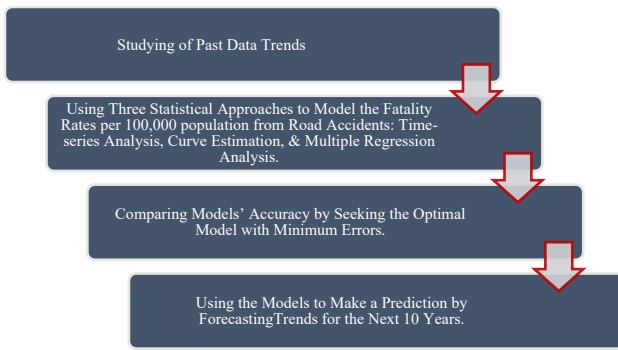 Studying of Past Data Trends
Using Three Statistical Approaches to Model the Fatality
Rates per 100,000 population from Road Accidents: Time-
series Analysis, Curve Estimation, & Multiple Regression
Analysis.
Comparing Models’ Accuracy by Seeking the Optimal
Model with Minimum Errors.
Using the Models to Make a Prediction by
ForecastingTrends for the Next 10 Years.